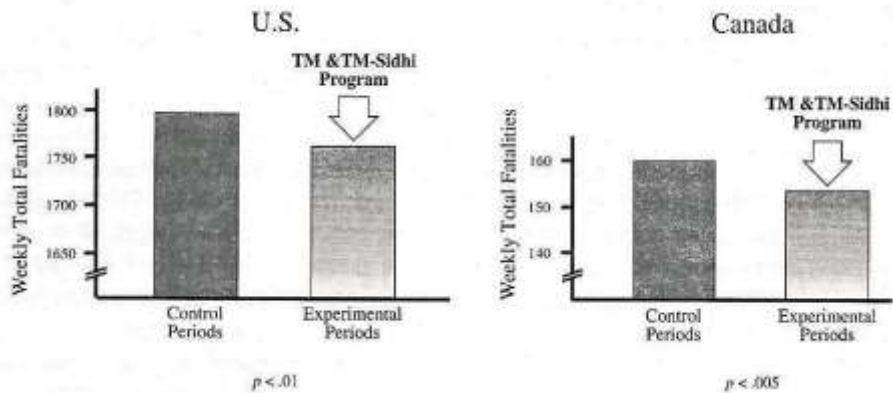 U.S.
TM &TM-Sidhi
Program
Weekly Total Fatalities
1800
1750
1700
1650
Control
Periods
Experimental
Periods
p < .01
Canada
TM &TM-Sidhi
Program
Weekly Total Fatalities
160
150
140
Control
Periods
Experimental
Periods
p < .005